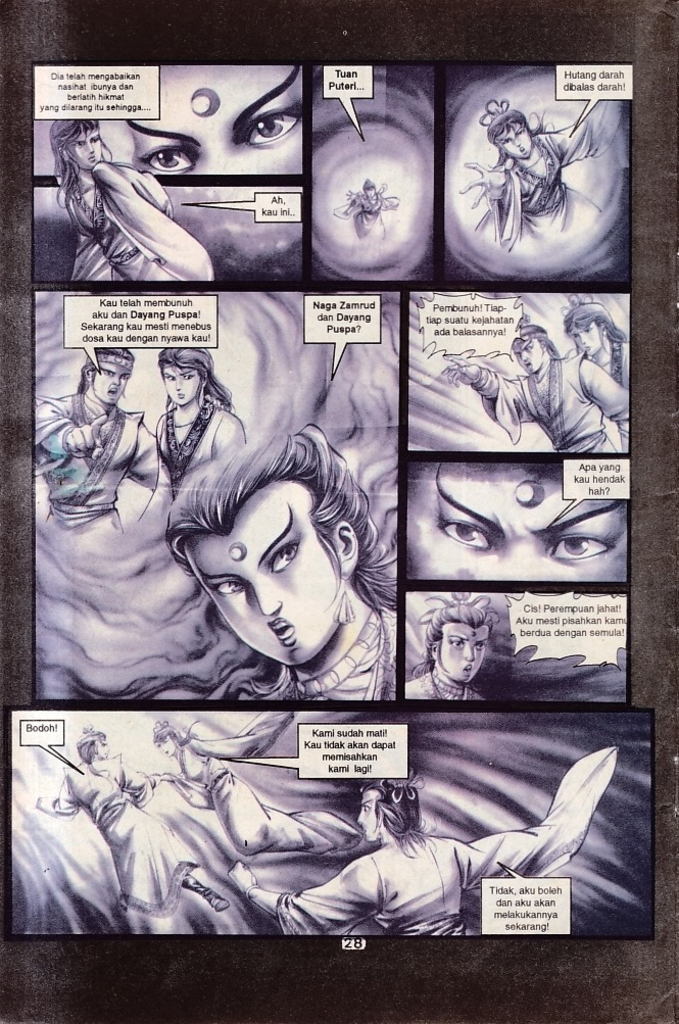 Dia telah mengabaikan
nasihat ibunya dan
berlatih hikmat
yang dilarang itu sehingga....
Ah,
kau ini..
Tuan
Puteri...
Hutang darah
dibalas darah!
Kau telah membunuh
aku dan Dayang Puspa!
Sekarang kau mesti menebus
dosa kau dengan nyawa kau!
Naga Zamrud
dan Dayang
Puspa?
Pembunuh! Tiap-
tiap suatu kejahatan
ada balasannya!
Apa yang
kau hendak
hah?
Cis! Perempuan jahat!
Aku mesti pisahkan kamu
berdua dengan semula!
Bodoh!
Kami sudah mati!
Kau tidak akan dapat
memisahkan
kami lagi!
Tidak, aku boleh
dan aku akan
melakukannya
sekarang!
28